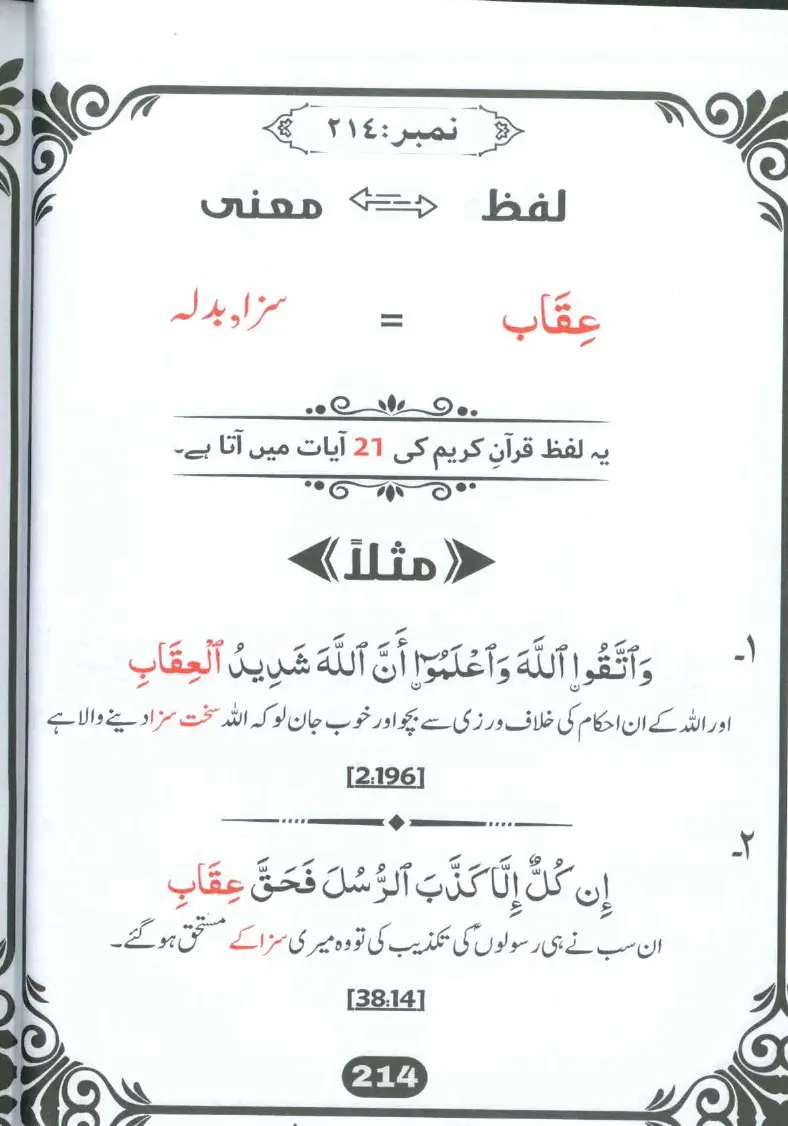 نمبر:٢١٤
لفظ ⇔ معنی
عِقَاب = سزا و بدلہ
یہ لفظ قرآنِ کریم کی 21 آیات میں آتا ہے۔
مثلاً
١۔
وَٱتَّقُوا۟ ٱللَّهَ وَٱعْلَمُوٓا۟ أَنَّ ٱللَّهَ شَدِيدُ ٱلْعِقَابِ
اور اللہ کے ان احکام کی خلاف ورزی سے بچو اور خوب جان لو کہ اللہ سخت سزا دینے والا ہے
[2:196]
٢۔
إِن كُلٌّ إِلَّا كَذَّبَ ٱلرُّسُلَ فَحَقَّ عِقَابِ
ان سب نے ہی رسولوںؑ کی تکذیب کی تو وہ میری سزا کے مستحق ہو گئے۔
[38:14]
214